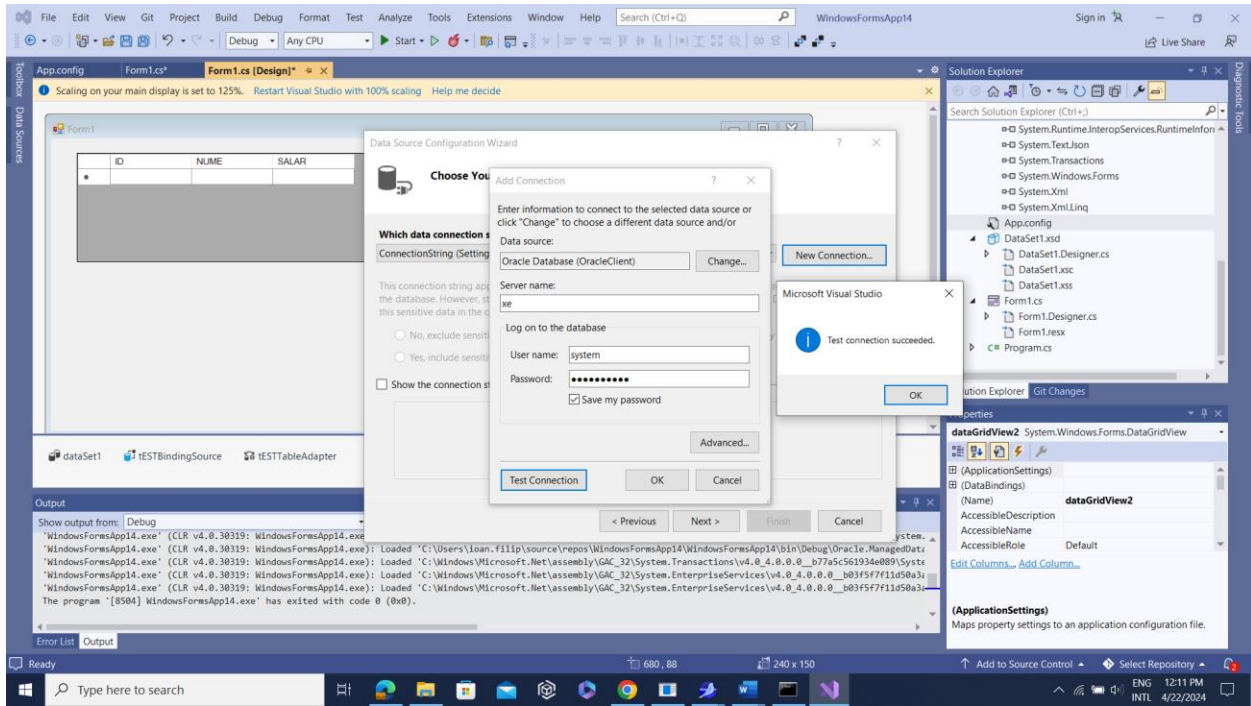 File Edit View Git Project Build Debug Format Test Analyze Tools Extensions Window Help Search (Ctrl+Q) WindowsFormsApp14 Sign in
Debug Any CPU Start Live Share
Toolbox
Data Sources
App.config Form1.cs* Form1.cs [Design]*
Scaling on your main display is set to 125%. Restart Visual Studio with 100% scaling Help me decide
Form1
ID NUME SALAR
Data Source Configuration Wizard
Choose You
Which data connection s
ConnectionString (Setting
New Connection...
This connection string app
the database. However, st
this sensitive data in the c
No, exclude sensiti
Yes, include sensiti
Show the connection st
< Previous Next > Finish Cancel
Add Connection
Enter information to connect to the selected data source or
click "Change" to choose a different data source and/or
Data source:
Oracle Database (OracleClient) Change...
Server name:
xe
Log on to the database
User name: system
Password: ●●●●●●●●●●
Save my password
Advanced...
Test Connection OK Cancel
Microsoft Visual Studio
Test connection succeeded.
OK
dataSet1 tESTBindingSource tESTTableAdapter
Output
Show output from: Debug
'WindowsFormsApp14.exe' (CLR v4.0.30319: WindowsFormsApp14.exe
'WindowsFormsApp14.exe' (CLR v4.0.30319: WindowsFormsApp14.exe): Loaded 'C:\Users\ioan.filip\source\repos\WindowsFormsApp14\WindowsFormsApp14\bin\Debug\Oracle.ManagedData
'WindowsFormsApp14.exe' (CLR v4.0.30319: WindowsFormsApp14.exe): Loaded 'C:\Windows\Microsoft.Net\assembly\GAC_32\System.Transactions\v4.0_4.0.0.0__b77a5c561934e089\Syste
'WindowsFormsApp14.exe' (CLR v4.0.30319: WindowsFormsApp14.exe): Loaded 'C:\Windows\Microsoft.Net\assembly\GAC_32\System.EnterpriseServices\v4.0_4.0.0.0__b03f5f7f11d50a3a
'WindowsFormsApp14.exe' (CLR v4.0.30319: WindowsFormsApp14.exe): Loaded 'C:\Windows\Microsoft.Net\assembly\GAC_32\System.EnterpriseServices\v4.0_4.0.0.0__b03f5f7f11d50a3a
The program '[8504] WindowsFormsApp14.exe' has exited with code 0 (0x0).
Error List Output
Solution Explorer
Search Solution Explorer (Ctrl+;)
System.Runtime.InteropServices.RuntimeInforn
System.Text.Json
System.Transactions
System.Windows.Forms
System.Xml
System.Xml.Linq
App.config
DataSet1.xsd
DataSet1.Designer.cs
DataSet1.xsc
DataSet1.xss
Form1.cs
Form1.Designer.cs
Form1.resx
C# Program.cs
ution Explorer Git Changes
operties
dataGridView2 System.Windows.Forms.DataGridView
(ApplicationSettings)
(DataBindings)
(Name) dataGridView2
AccessibleDescription
AccessibleName
AccessibleRole Default
Edit Columns..., Add Column...
(ApplicationSettings)
Maps property settings to an application configuration file.
Diagnostic Tools
Ready 680 , 88 240 x 150 Add to Source Control Select Repository 2
Type here to search ENG 12:11 PM
INTL 4/22/2024